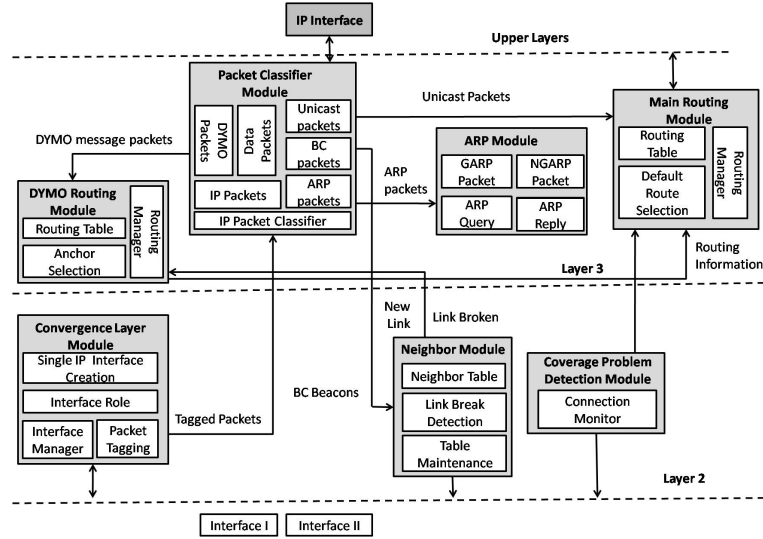 IP Interface
Upper Layers
Packet Classifier
Module
DYMO
Packets
Data
Packets
Unicast
packets
BC
packets
IP Packets
ARP
packets
IP Packet Classifier
Unicast Packets
Main Routing
Module
Routing
Table
Default
Route
Selection
Routing
Manager
ARP Module
GARP
Packet
NGARP
Packet
ARP
Query
ARP
Reply
ARP
packets
DYMO message packets
DYMO Routing
Module
Routing Table
Anchor
Selection
Routing
Manager
Routing
Information
Layer 3
New
Link
Link Broken
Convergence Layer
Module
Single IP Interface
Creation
Interface Role
Interface
Manager
Packet
Tagging
Tagged Packets
BC Beacons
Neighbor Module
Neighbor Table
Link Break
Detection
Table
Maintenance
Coverage Problem
Detection Module
Connection
Monitor
Layer 2
Interface I
Interface II